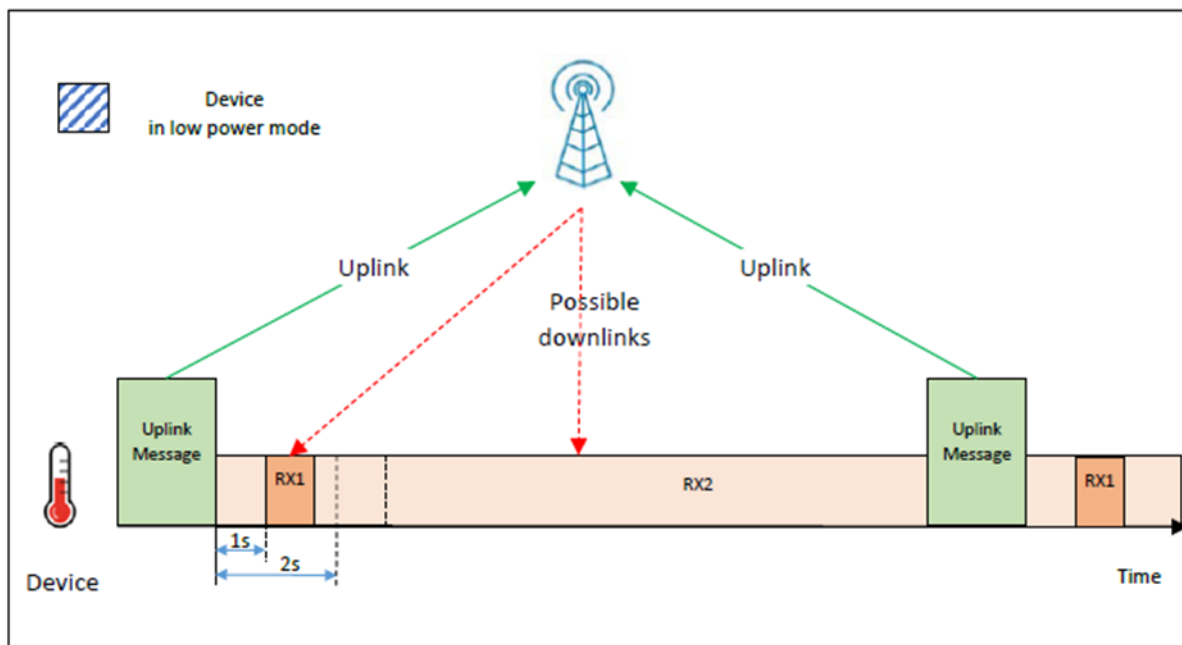 Device
in low power mode
Uplink
Uplink
Possible
downlinks
Uplink
Message
RX1
RX2
Uplink
Message
RX1
1s
2s
Device
Time